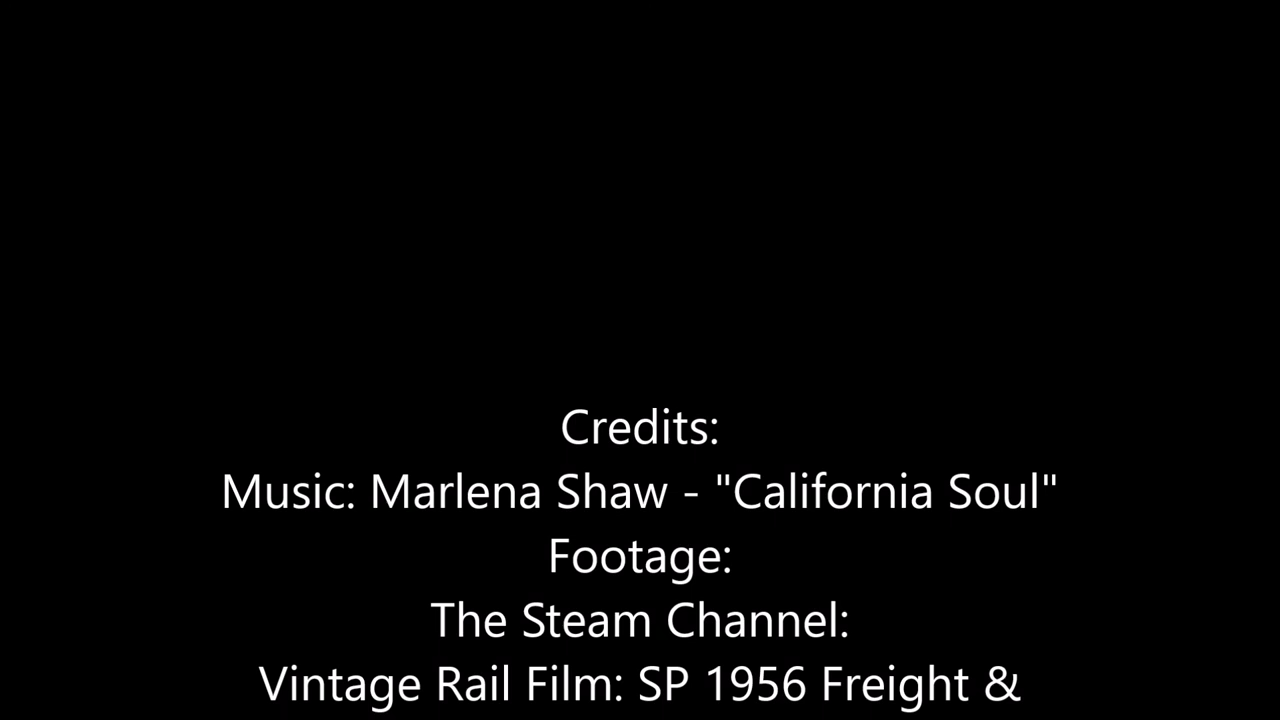 Credits:
Music: Marlena Shaw - "California Soul"
Footage:
The Steam Channel:
Vintage Rail Film: SP 1956 Freight &